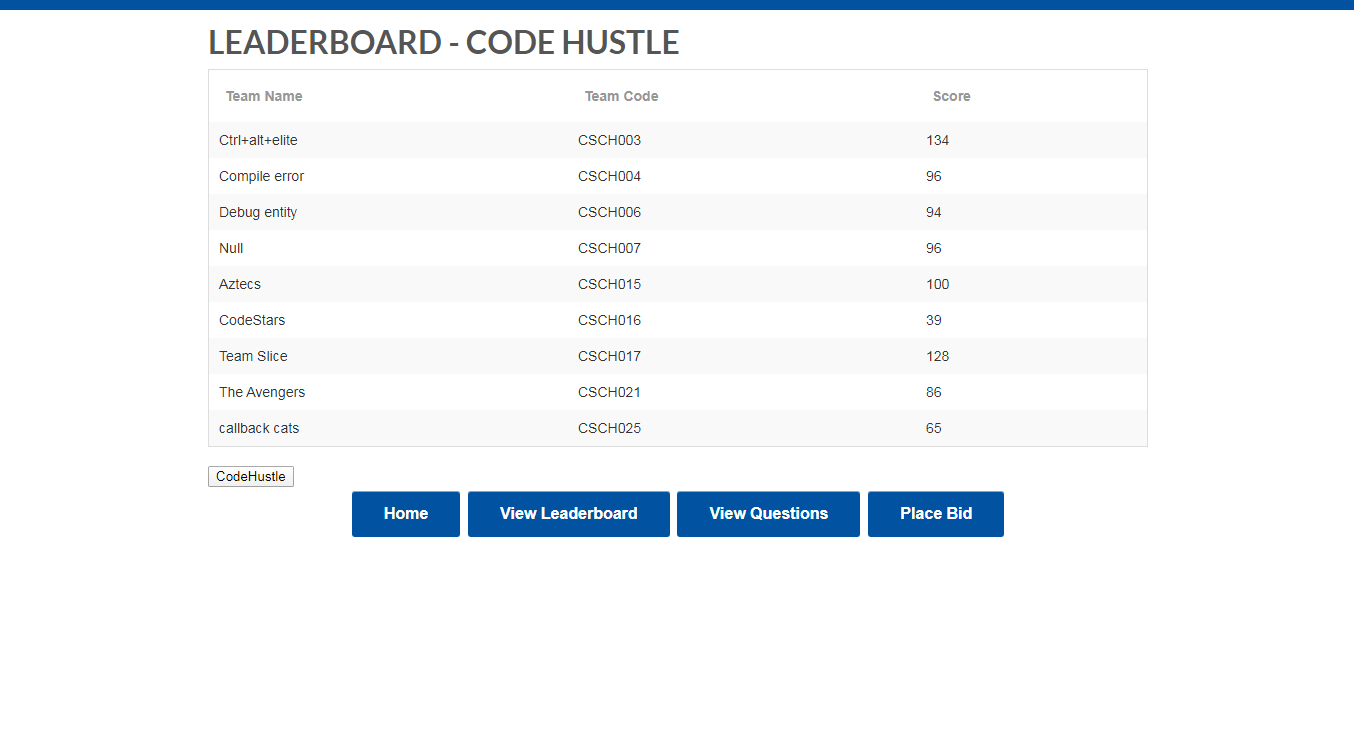 LEADERBOARD - CODE HUSTLE
Team Name Team Code Score
Ctrl+alt+elite CSCH003 134
Compile error CSCH004 96
Debug entity CSCH006 94
Null CSCH007 96
Aztecs CSCH015 100
CodeStars CSCH016 39
Team Slice CSCH017 128
The Avengers CSCH021 86
callback cats CSCH025 65
CodeHustle
Home View Leaderboard View Questions Place Bid